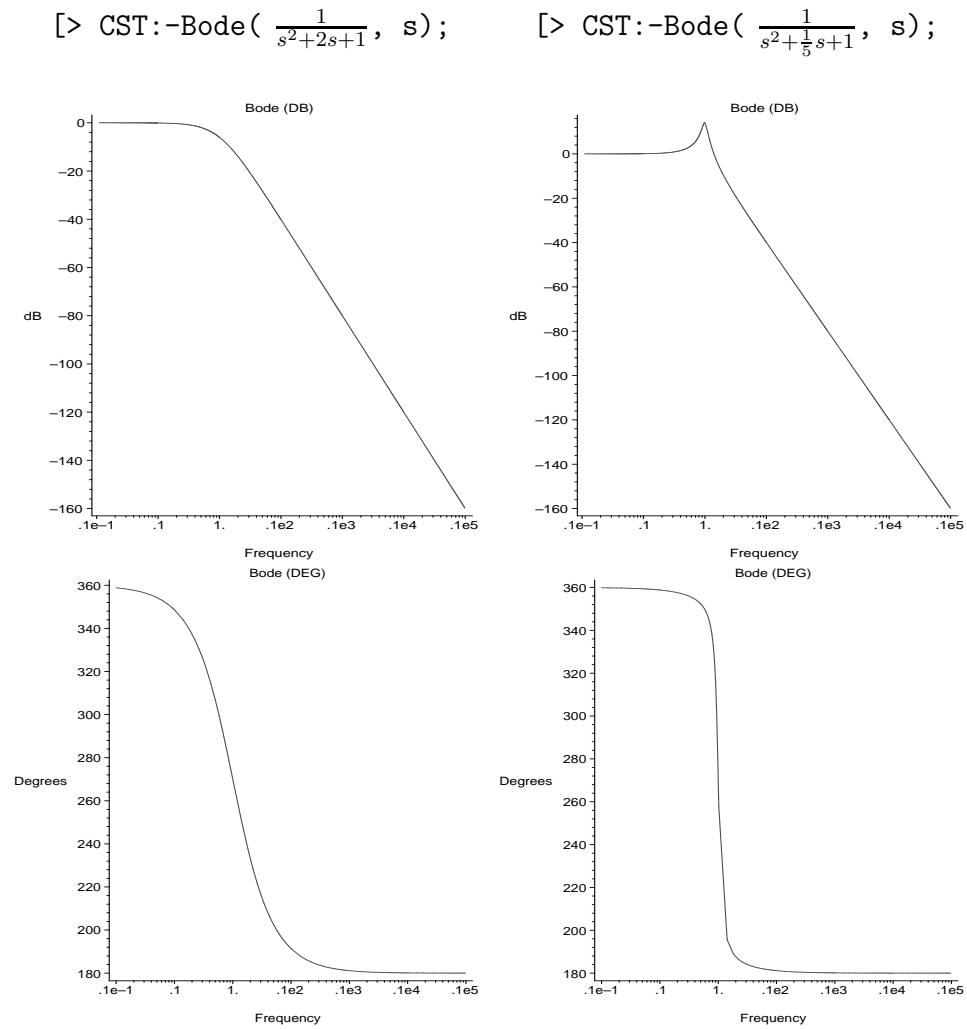 [> CST:-Bode( \frac{1}{s^2+2s+1}, s);
[> CST:-Bode( \frac{1}{s^2+\frac{1}{5}s+1}, s);
Bode (DB)
0
−20
−40
−60
dB −80
−100
−120
−140
−160
.1e−1 .1 1. .1e2 .1e3 .1e4 .1e5
Frequency
Bode (DB)
0
−20
−40
−60
dB −80
−100
−120
−140
−160
.1e−1 .1 1. .1e2 .1e3 .1e4 .1e5
Frequency
Bode (DEG)
360
340
320
300
280
Degrees
260
240
220
200
180
.1e−1 .1 1. .1e2 .1e3 .1e4 .1e5
Frequency
Bode (DEG)
360
340
320
300
280
Degrees
260
240
220
200
180
.1e−1 .1 1. .1e2 .1e3 .1e4 .1e5
Frequency